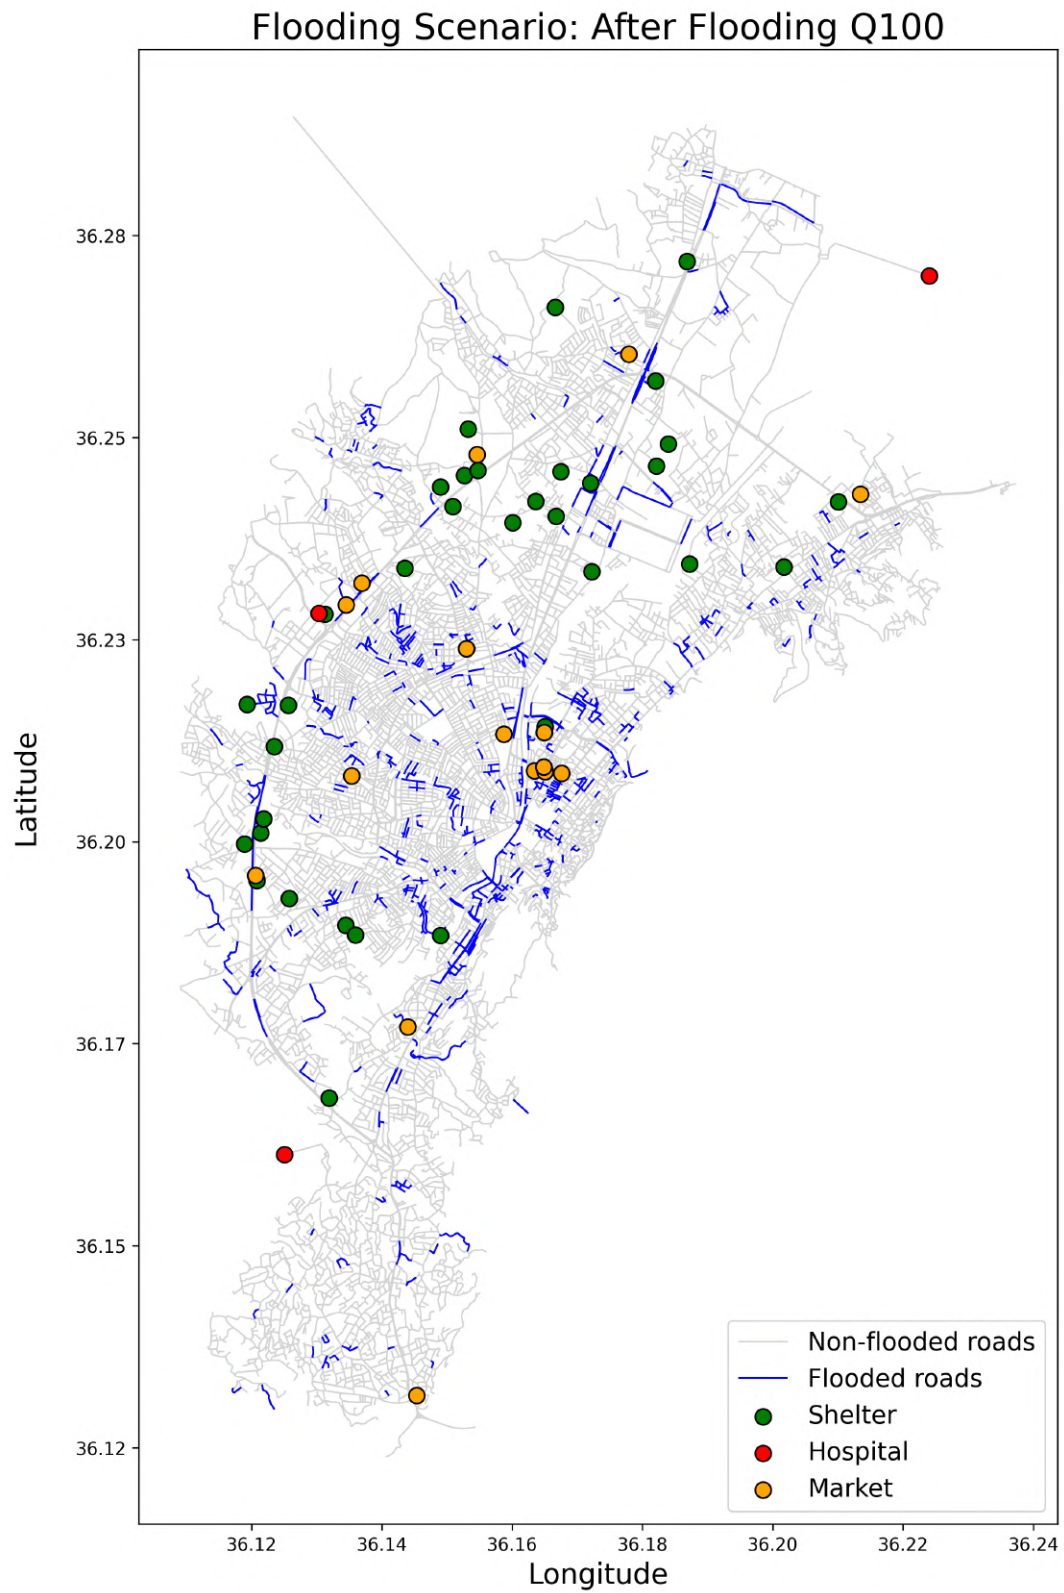 Flooding Scenario: After Flooding Q100
Latitude
36.28
36.25
36.23
36.20
36.17
36.15
36.12
36.12 36.14 36.16 36.18 36.20 36.22 36.24
Longitude
Non-flooded roads
Flooded roads
Shelter
Hospital
Market